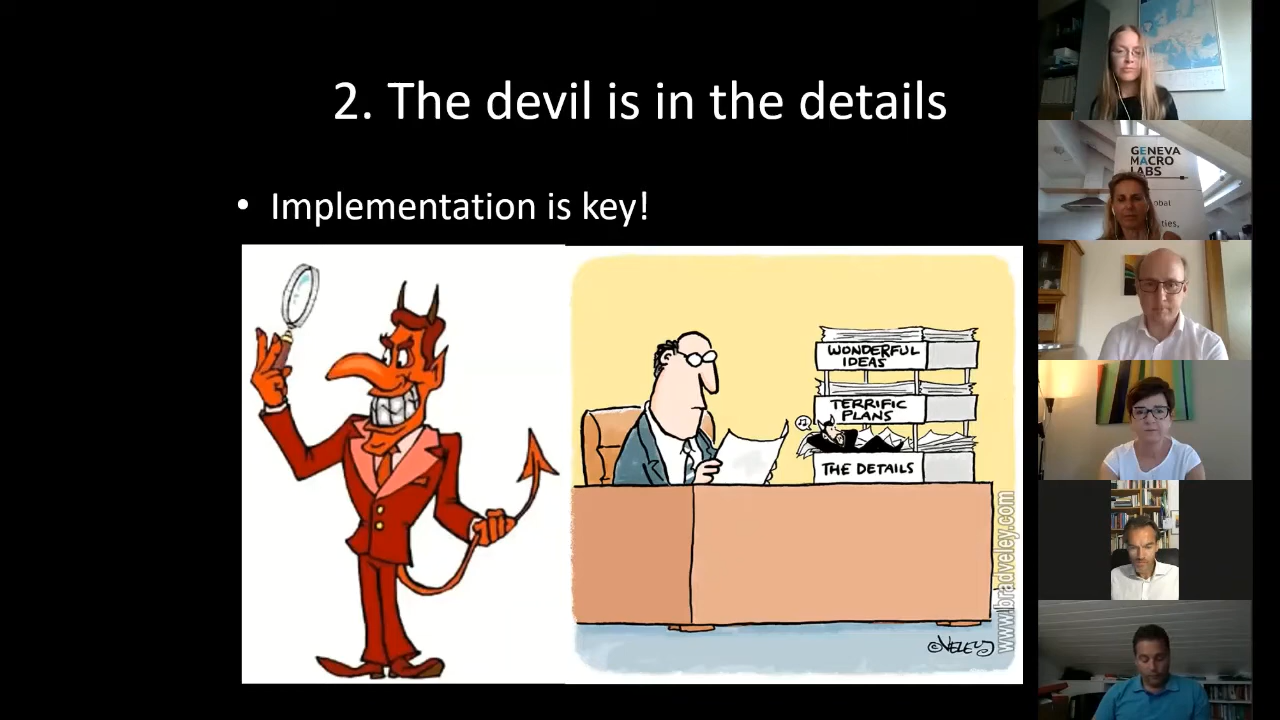 2. The devil is in the details
• Implementation is key!
WONDERFUL
IDEAS
TERRIFIC
PLANS
THE DETAILS
www.bradveley.com
©VELEY
GENEVA
MACRO
LABS